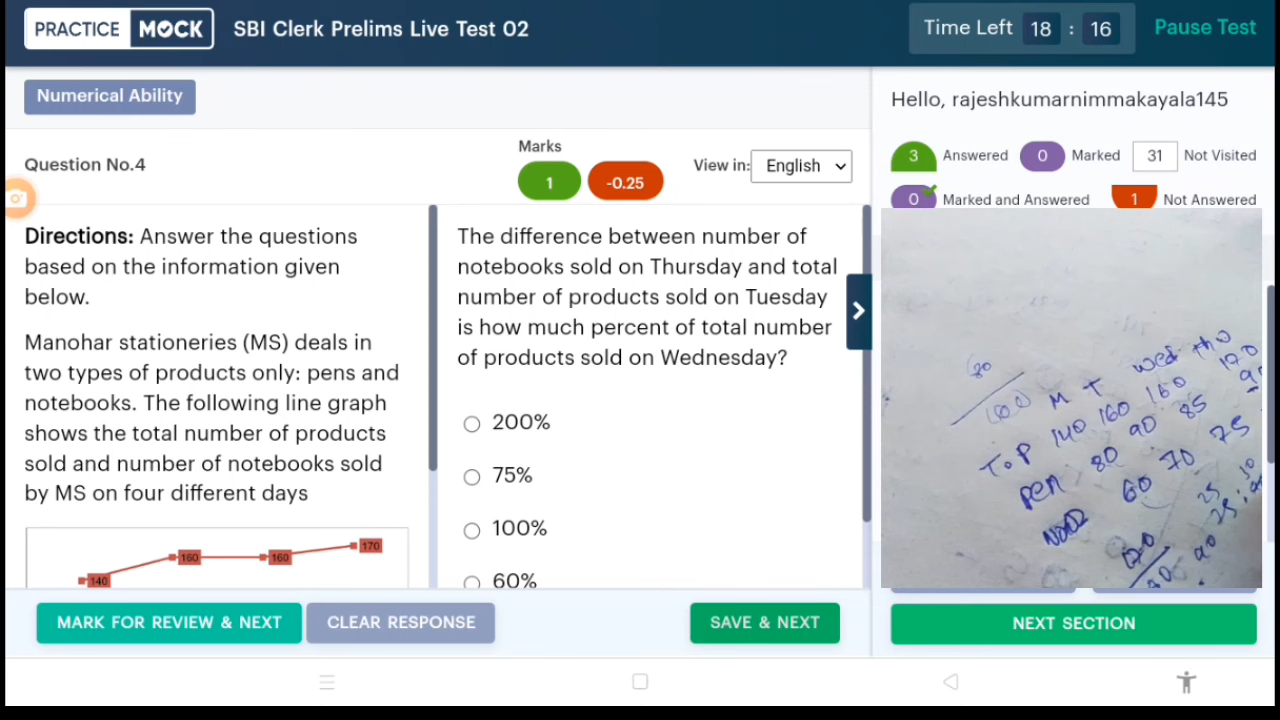 PRACTICE MOCK
SBI Clerk Prelims Live Test 02
Time Left 18 : 16
Pause Test
Numerical Ability
Hello, rajeshkumarnimmakayala145
Question No.4
Marks
1 -0.25
View in: English
3 Answered 0 Marked 31 Not Visited
0 Marked and Answered 1 Not Answered
Directions: Answer the questions
based on the information given
below.
Manohar stationeries (MS) deals in
two types of products only: pens and
notebooks. The following line graph
shows the total number of products
sold and number of notebooks sold
by MS on four different days
140 160 160 170
The difference between number of
notebooks sold on Thursday and total
number of products sold on Tuesday
is how much percent of total number
of products sold on Wednesday?
200%
75%
100%
60%
80
M T Wed
T.P 140 160 160
Pen 80 90 85
60 70 75
MARK FOR REVIEW & NEXT
CLEAR RESPONSE
SAVE & NEXT
NEXT SECTION